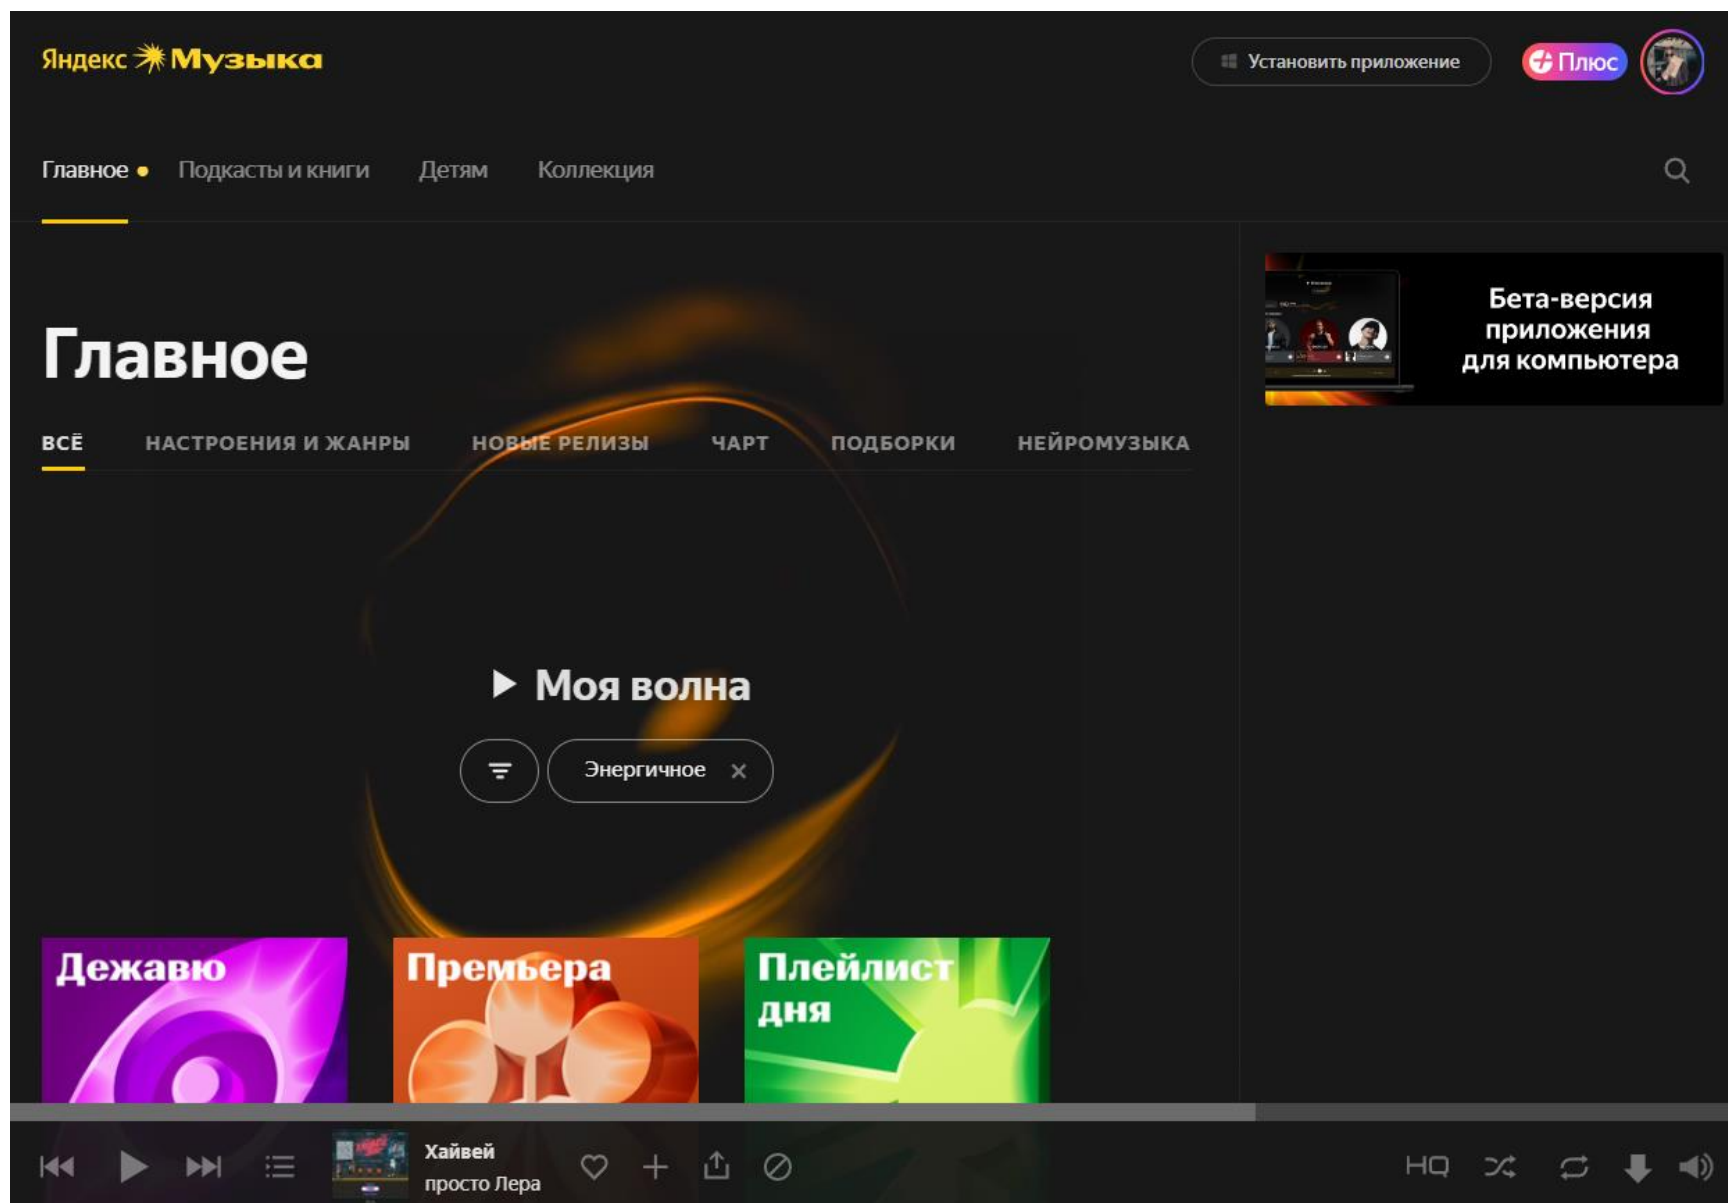 Яндекс Музыка
Установить приложение
Плюс
Главное
Подкасты и книги
Детям
Коллекция
Бета-версия
приложения
для компьютера
Главное
ВСЁ
НАСТРОЕНИЯ И ЖАНРЫ
НОВЫЕ РЕЛИЗЫ
ЧАРТ
ПОДБОРКИ
НЕЙРОМУЗЫКА
Моя волна
Энергичное
Дежавю
Премьера
Плейлист
дня
Хайвей
просто Лера
HQ